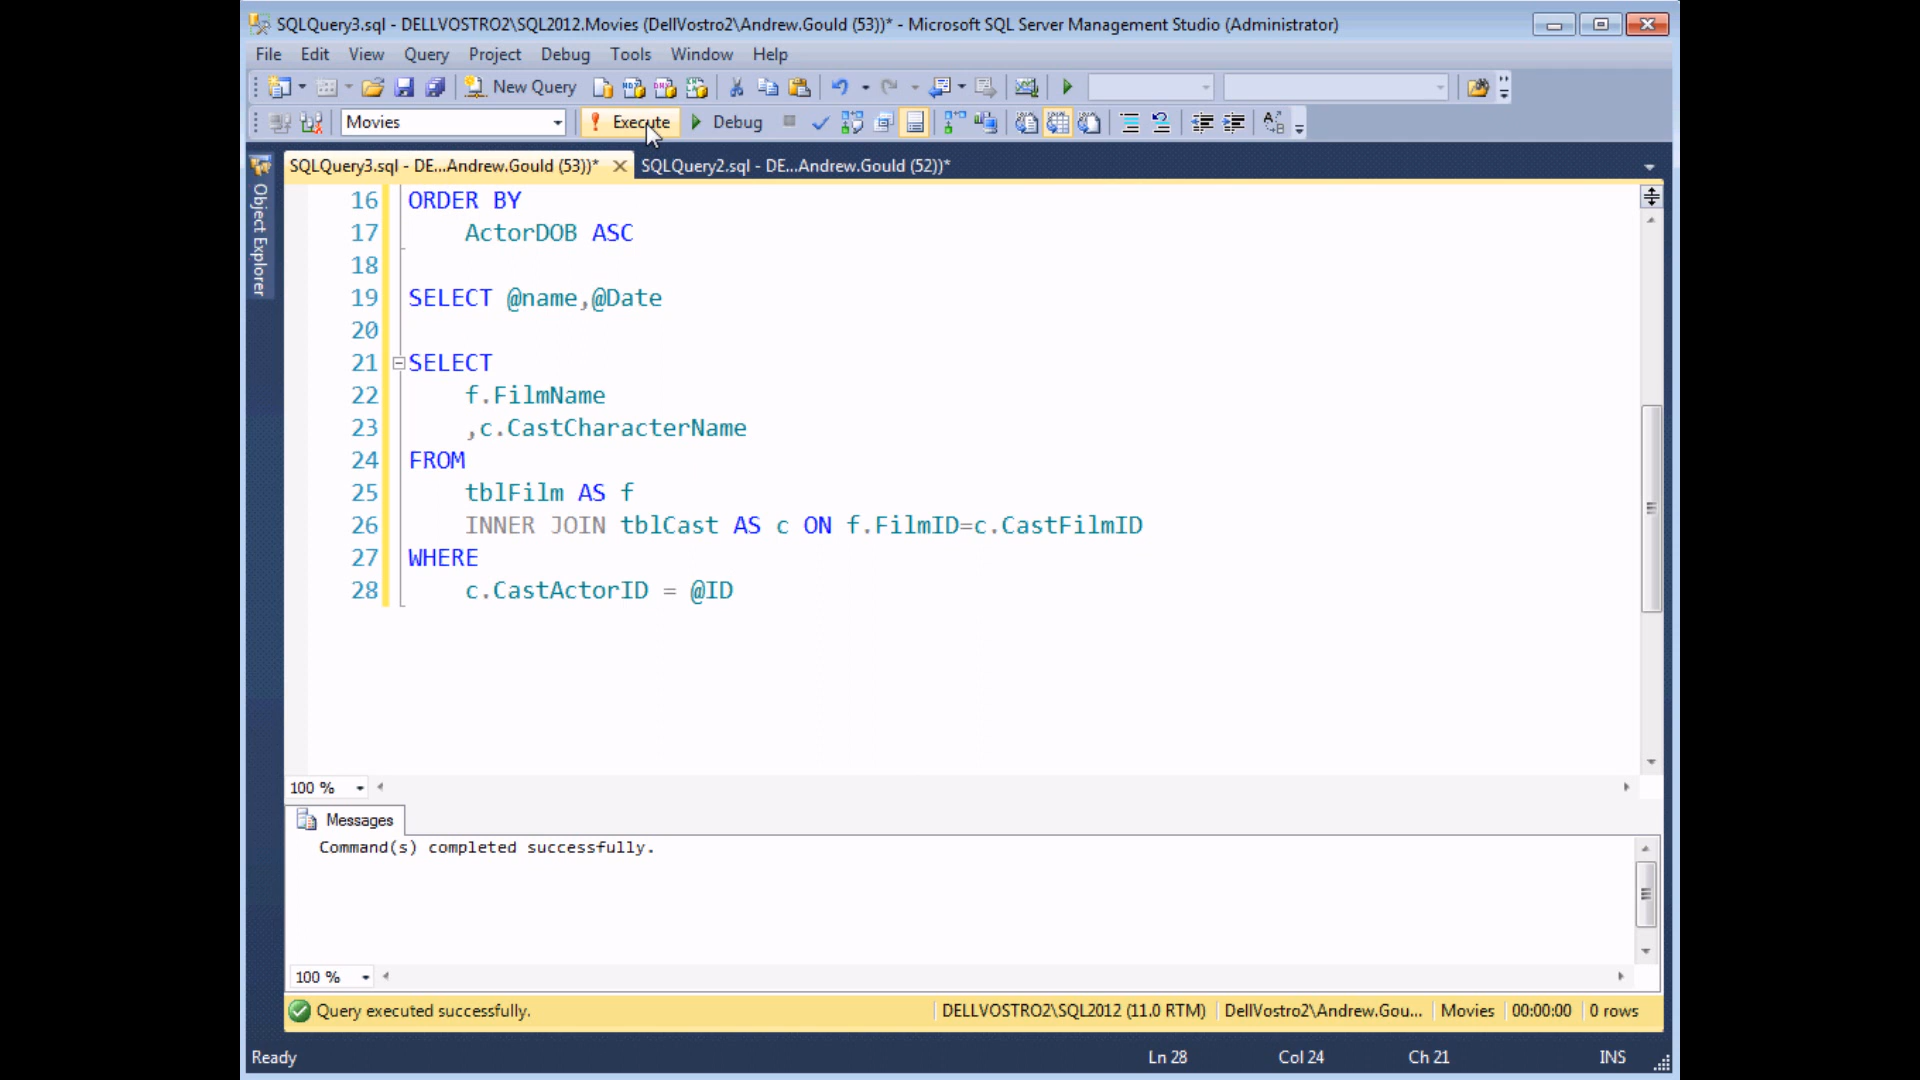 SQLQuery3.sql - DELLVOSTRO2\SQL2012.Movies (DellVostro2\Andrew.Gould (53))* - Microsoft SQL Server Management Studio (Administrator)
File Edit View Query Project Debug Tools Window Help
New Query
Movies Execute Debug
SQLQuery3.sql - DE...Andrew.Gould (53))* SQLQuery2.sql - DE...Andrew.Gould (52))*
Object Explorer
16 ORDER BY
17 ActorDOB ASC
18
19 SELECT @name,@Date
20
21 SELECT
22 f.FilmName
23 ,c.CastCharacterName
24 FROM
25 tblFilm AS f
26 INNER JOIN tblCast AS c ON f.FilmID=c.CastFilmID
27 WHERE
28 c.CastActorID = @ID
100 %
Messages
Command(s) completed successfully.
100 %
Query executed successfully. DELLVOSTRO2\SQL2012 (11.0 RTM) DellVostro2\Andrew.Gou... Movies 00:00:00 0 rows
Ready Ln 28 Col 24 Ch 21 INS